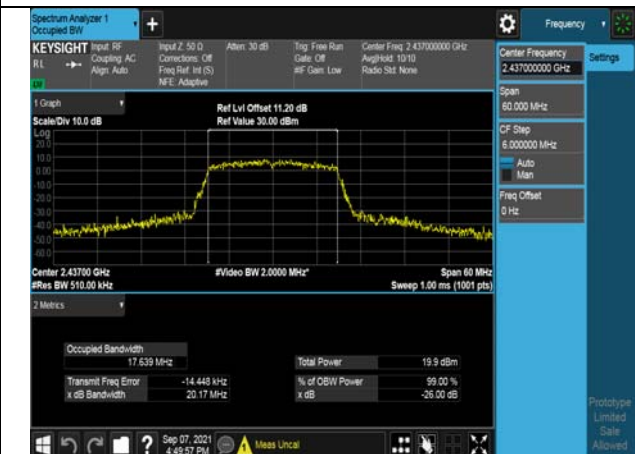 Spectrum Analyzer 1
Occupied BW
+
Frequency
KEYSIGHT
Input: RF
Input Z: 50 Ω
Atten: 30 dB
Trig: Free Run
Center Freq: 2.437000000 GHz
RL
Coupling: AC
Corrections: Off
Gate: Off
Avg|Hold: 10/10
Align: Auto
Freq Ref: Int (S)
#IF Gain: Low
Radio Std: None
NFE: Adaptive
Center Frequency
2.437000000 GHz
Settings
Span
60.000 MHz
CF Step
6.000000 MHz
Auto
Man
Freq Offset
0 Hz
1 Graph
Ref Lvl Offset 11.20 dB
Scale/Div 10.0 dB
Ref Value 30.00 dBm
Log
20.0
10.0
0.00
-10.0
-20.0
-30.0
-40.0
-50.0
-60.0
Center 2.43700 GHz
#Video BW 2.0000 MHz*
Span 60 MHz
#Res BW 510.00 kHz
Sweep 1.00 ms (1001 pts)
2 Metrics
Occupied Bandwidth
17.639 MHz
Total Power
19.9 dBm
Transmit Freq Error
-14.448 kHz
% of OBW Power
99.00 %
x dB Bandwidth
20.17 MHz
x dB
-26.00 dB
Prototype
Limited
Sale
Allowed
?
Sep 07, 2021
4:49:57 PM
Meas Uncal